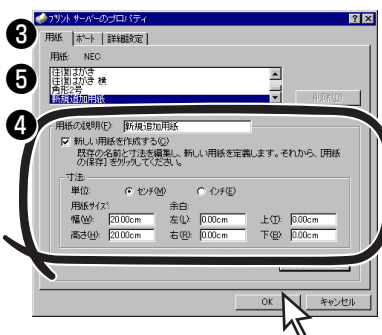 プリント サーバーのプロパティ
❸
用紙 ポート 詳細設定
用紙: NEC
❺
往復はがき
往復はがき 横
角形2号
新規追加用紙
削除(D)
❹
用紙の説明(F): 新規追加用紙
新しい用紙を作成する(C)
既存の名前と寸法を編集し、新しい用紙を定義します。それから、[用紙
の保存] をクリックしてください。
寸法:
単位: センチ(M) インチ(E)
用紙サイズ: 余白:
幅(W): 20.00cm 左(L): 0.00cm 上(T): 0.00cm
高さ(H): 20.00cm 右(R): 0.00cm 下(B): 0.00cm
OK キャンセル